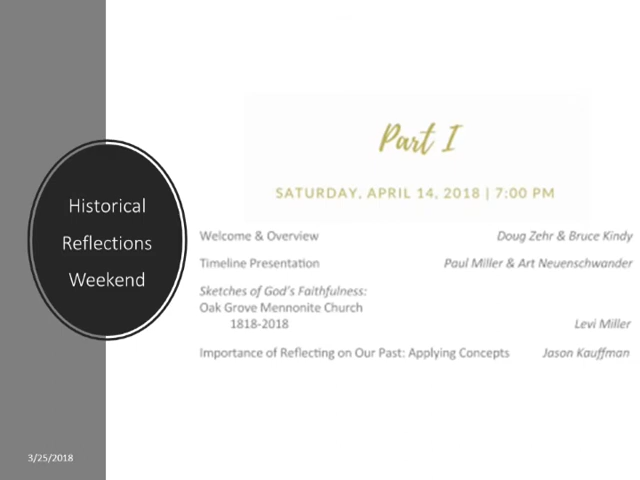 Part I
SATURDAY, APRIL 14, 2018 | 7:00 PM
Historical
Reflections
Weekend
Welcome & Overview Doug Zehr & Bruce Kindy
Timeline Presentation Paul Miller & Art Neuenschwander
Sketches of God's Faithfulness:
Oak Grove Mennonite Church
1818-2018 Levi Miller
Importance of Reflecting on Our Past: Applying Concepts Jason Kauffman
3/25/2018